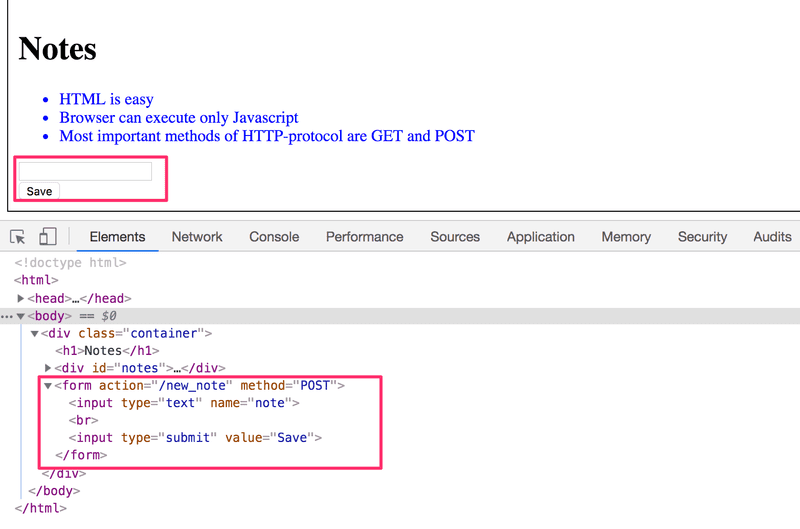 Notes
HTML is easy
Browser can execute only Javascript
Most important methods of HTTP-protocol are GET and POST
Save
Elements Network Console Performance Sources Application Memory Security Audits
<!doctype html>
<html>
<head>…</head>
<body> == $0
<div class="container">
<h1>Notes</h1>
<div id="notes">…</div>
<form action="/new_note" method="POST">
<input type="text" name="note">
<br>
<input type="submit" value="Save">
</form>
</div>
</body>
</html>